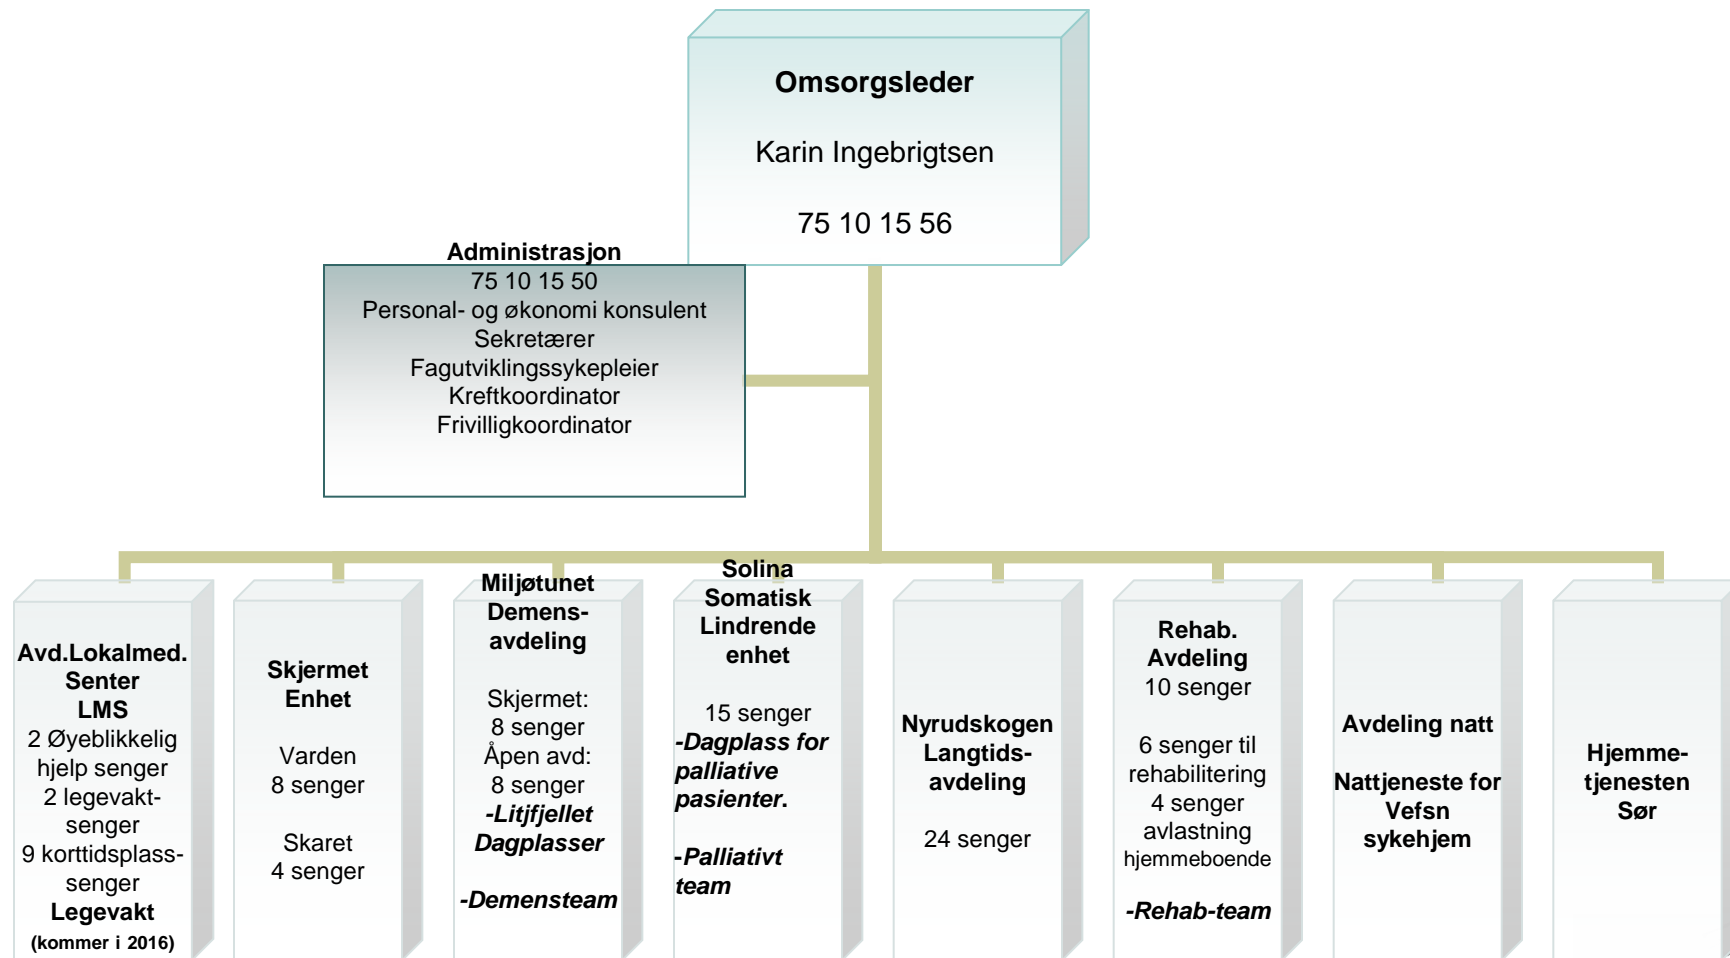 Omsorgsleder
Karin Ingebrigtsen
75 10 15 56
Administrasjon
75 10 15 50
Personal- og økonomi konsulent
Sekretærer
Fagutviklingssykepleier
Kreftkoordinator
Frivilligkoordinator
Avd.Lokalmed.
Senter
LMS
2 Øyeblikkelig
hjelp senger
2 legevakt-
senger
9 korttidsplass-
senger
Legevakt
(kommer i 2016)
Skjermet
Enhet
Varden
8 senger
Skaret
4 senger
Miljøtunet
Demens-
avdeling
Skjermet:
8 senger
Åpen avd:
8 senger
-Litjfjellet
Dagplasser
-Demensteam
Solina
Somatisk
Lindrende
enhet
15 senger
-Dagplass for
palliative
pasienter.
-Palliativt
team
Nyrudskogen
Langtids-
avdeling
24 senger
Rehab.
Avdeling
10 senger
6 senger til
rehabilitering
4 senger
avlastning
hjemmeboende
-Rehab-team
Avdeling natt
Nattjeneste for
Vefsn
sykehjem
Hjemme-
tjenesten
Sør